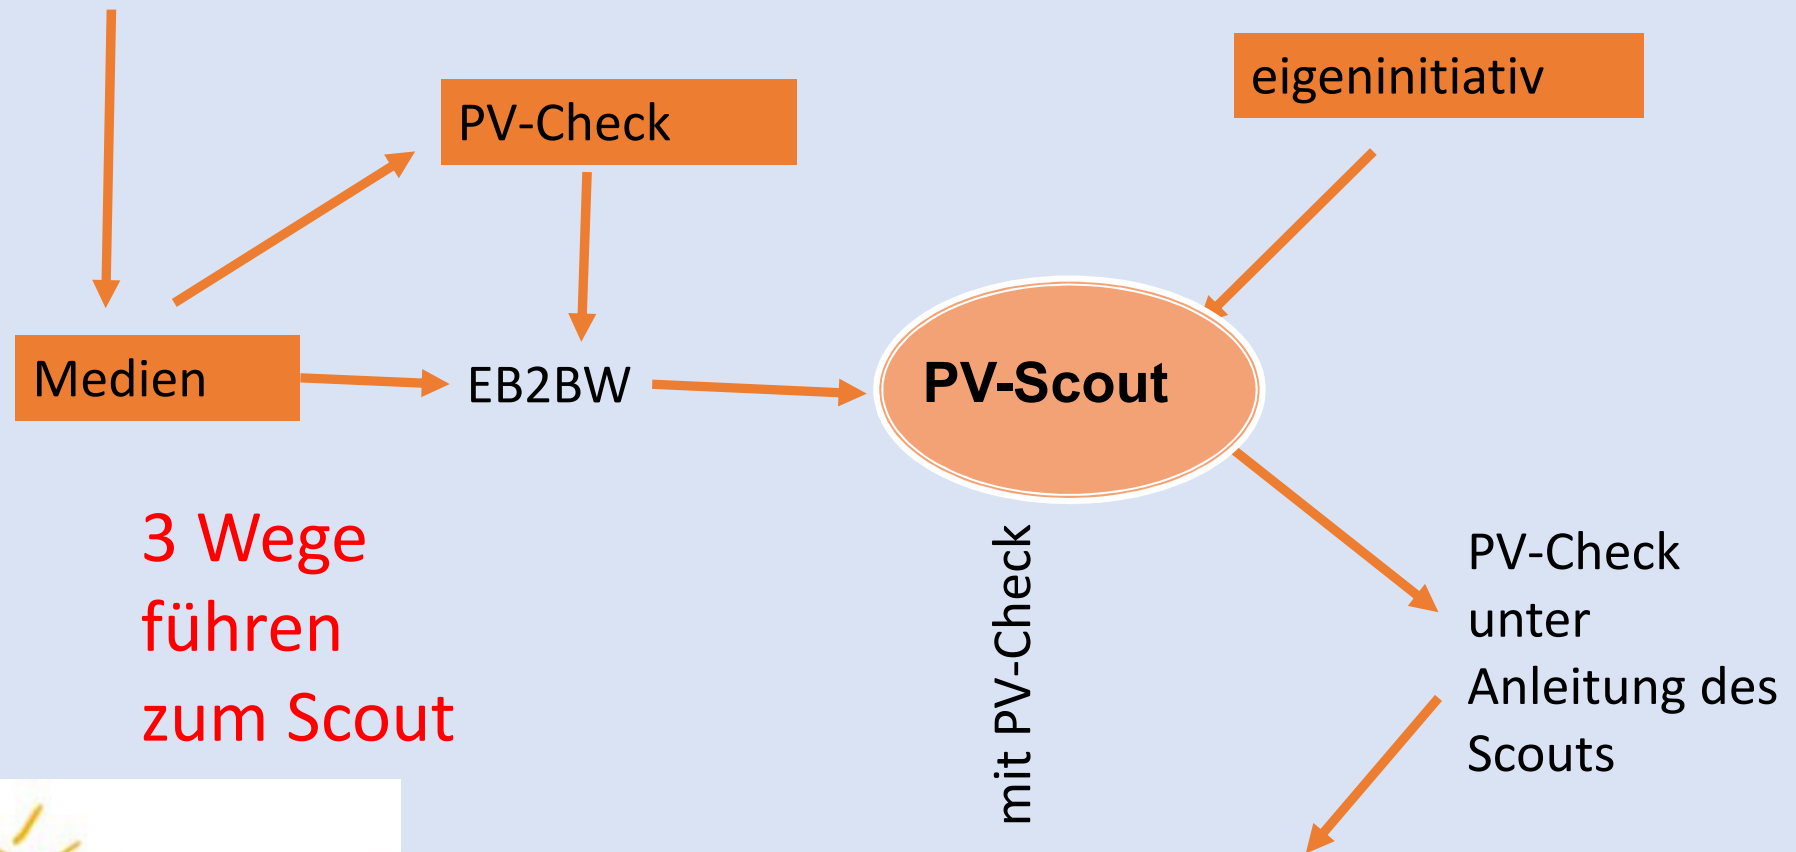 eigeninitiativ
PV-Check
Medien
EB2BW
PV-Scout
3 Wege
führen
zum Scout
mit PV-Check
PV-Check
unter
Anleitung des
Scouts